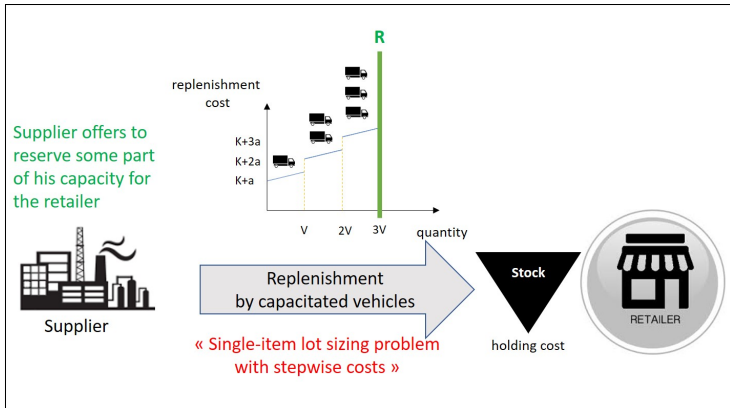 R
replenishment
cost
K+3a
K+2a
K+a
V
2V
3V
quantity
Supplier offers to
reserve some part
of his capacity for
the retailer
Supplier
Replenishment
by capacitated vehicles
« Single-item lot sizing problem
with stepwise costs »
Stock
holding cost
RETAILER